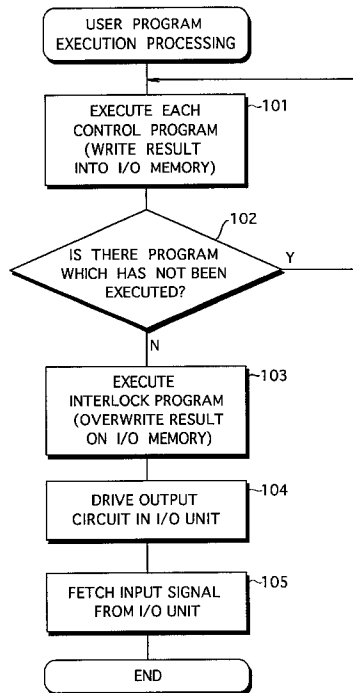 USER PROGRAM
EXECUTION PROCESSING
EXECUTE EACH
CONTROL PROGRAM
(WRITE RESULT
INTO I/O MEMORY)
101
102
IS THERE PROGRAM
WHICH HAS NOT BEEN
EXECUTED?
Y
N
EXECUTE
INTERLOCK PROGRAM
(OVERWRITE RESULT
ON I/O MEMORY)
103
DRIVE OUTPUT
CIRCUIT IN I/O UNIT
104
FETCH INPUT SIGNAL
FROM I/O UNIT
105
END